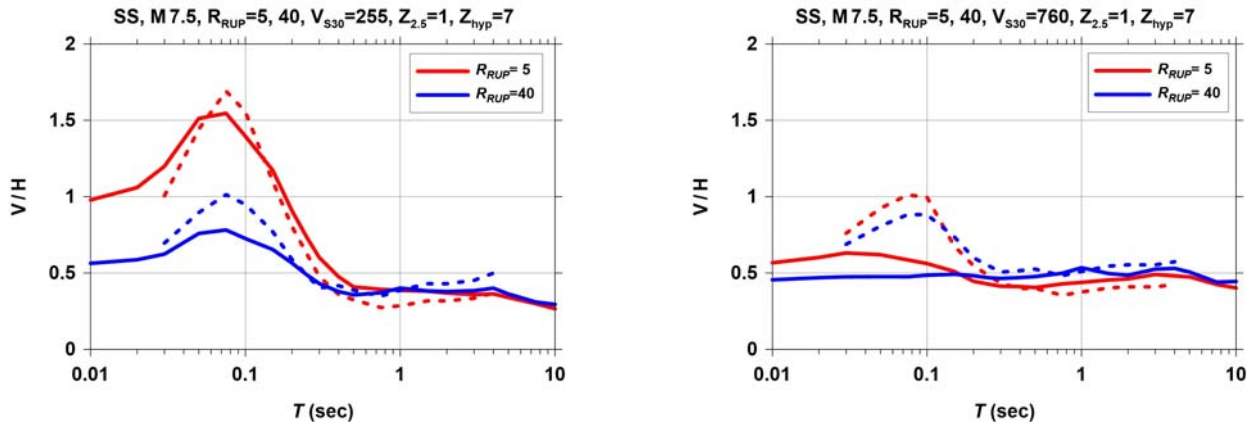 SS, M 7.5, R_RUP=5, 40, V_S30=255, Z_2.5=1, Z_hyp=7
2
1.5
1
0.5
0
V / H
R_RUP= 5
R_RUP=40
0.01
0.1
1
10
T (sec)
SS, M 7.5, R_RUP=5, 40, V_S30=760, Z_2.5=1, Z_hyp=7
2
1.5
1
0.5
0
V / H
R_RUP= 5
R_RUP= 40
0.01
0.1
1
10
T (sec)